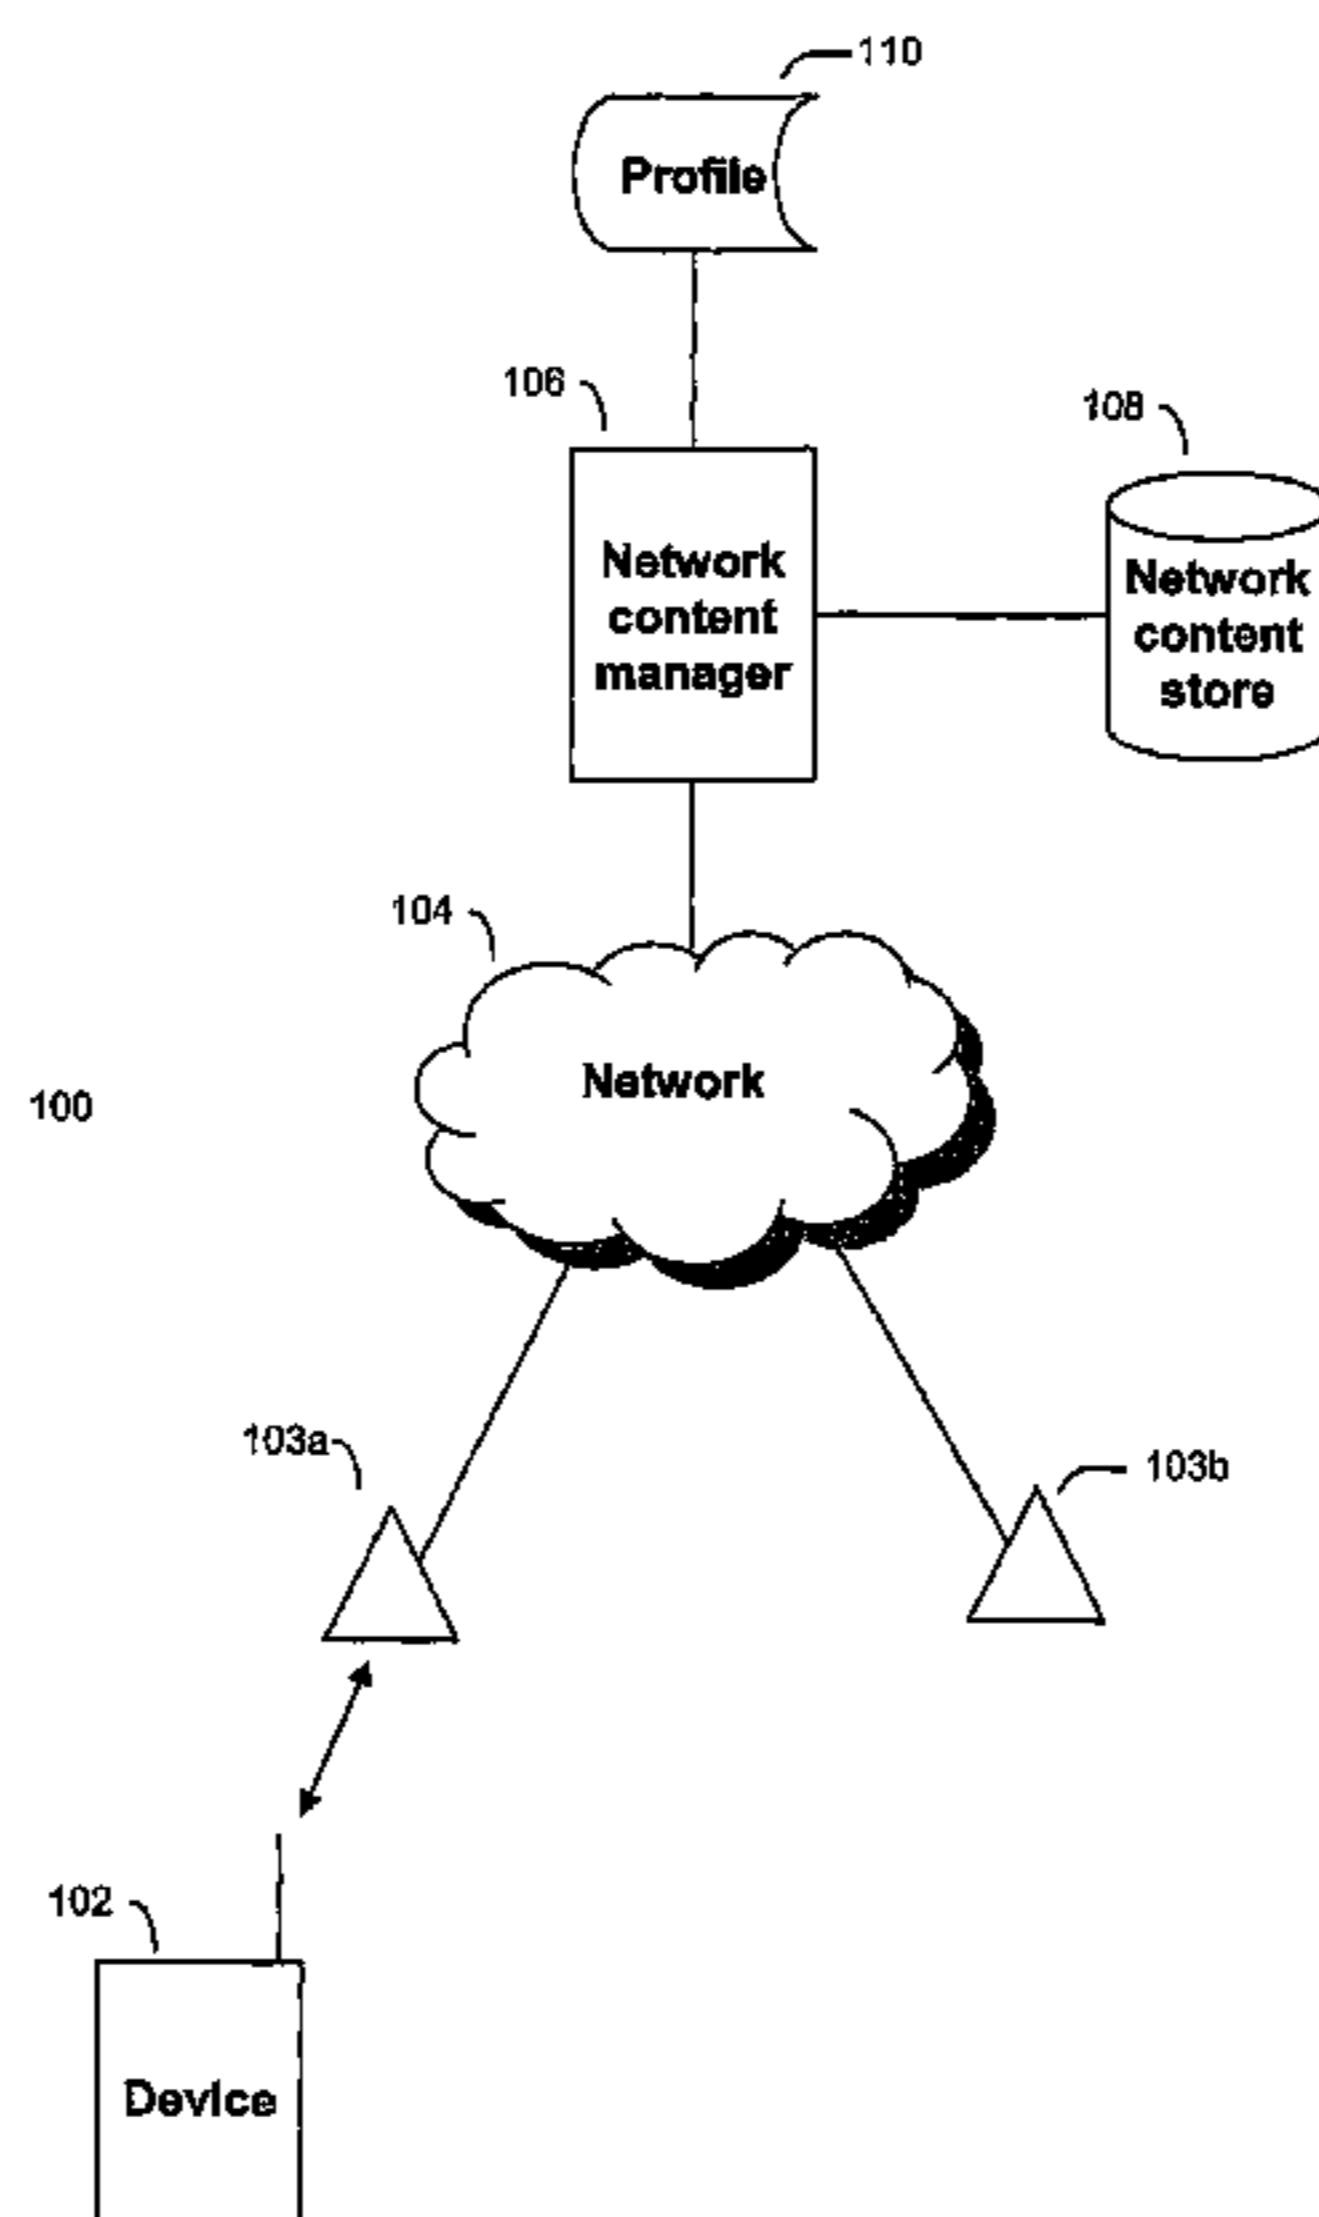 110
Profile
106
108
Network
content
manager
Network
content
store
104
Network
100
103a
103b
102
Device